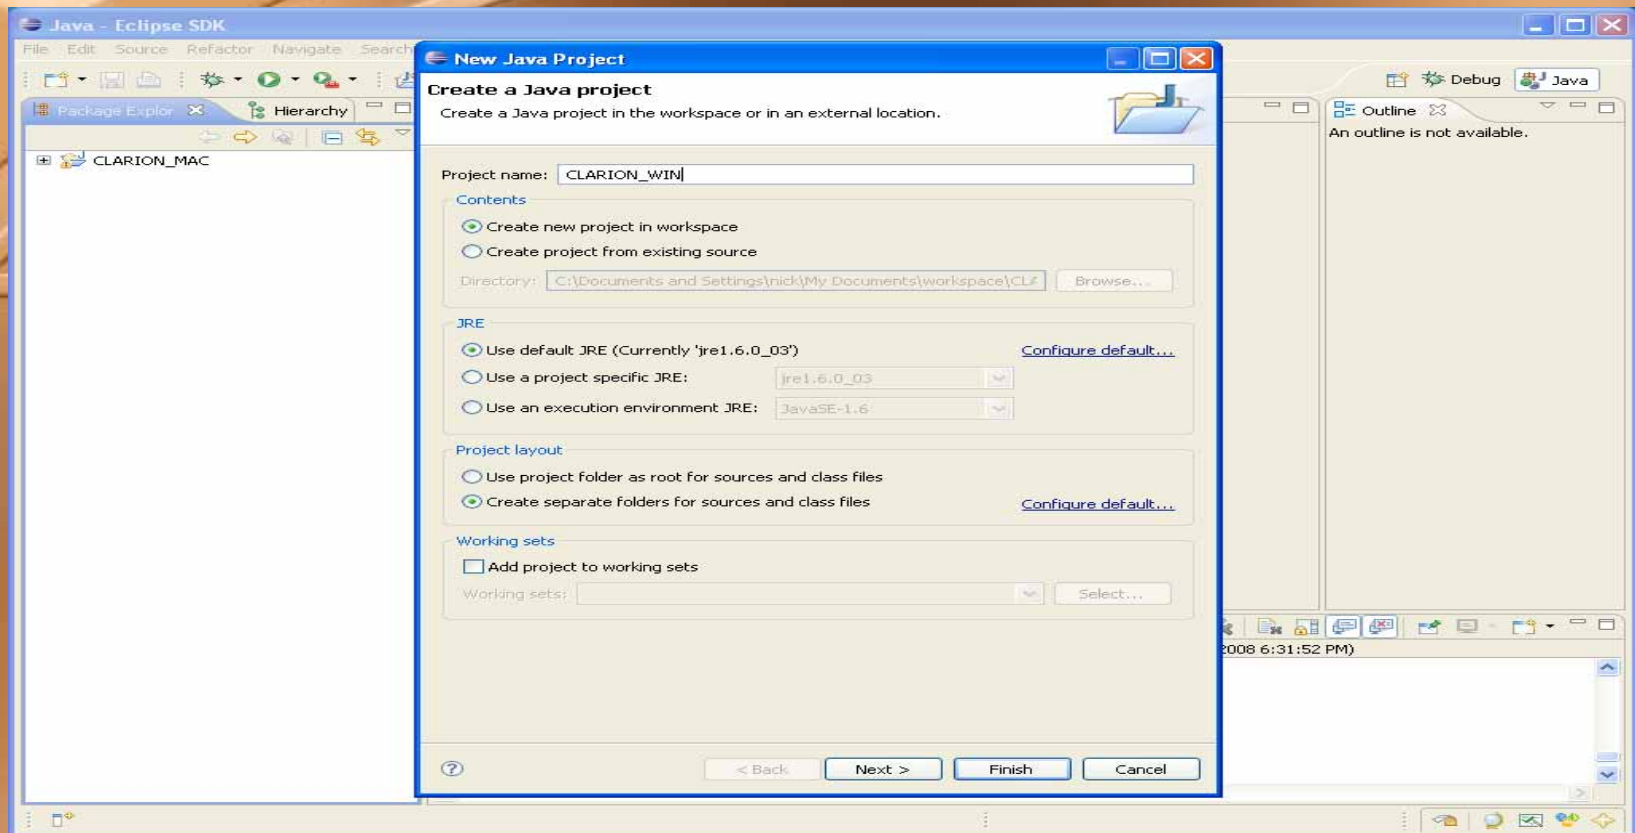 Java - Eclipse SDK
File Edit Source Refactor Navigate Search
Debug Java
Package Explor Hierarchy
CLARION_MAC
New Java Project
Create a Java project
Create a Java project in the workspace or in an external location.
Project name: CLARION_WIN
Contents
Create new project in workspace
Create project from existing source
Directory: C:\Documents and Settings\nick\My Documents\workspace\CLA Browse...
JRE
Use default JRE (Currently 'jre1.6.0_03') Configure default...
Use a project specific JRE: jre1.6.0_03
Use an execution environment JRE: JavaSE-1.6
Project layout
Use project folder as root for sources and class files
Create separate folders for sources and class files Configure default...
Working sets
Add project to working sets
Working sets: Select...
< Back Next > Finish Cancel
Outline
An outline is not available.
2008 6:31:52 PM)